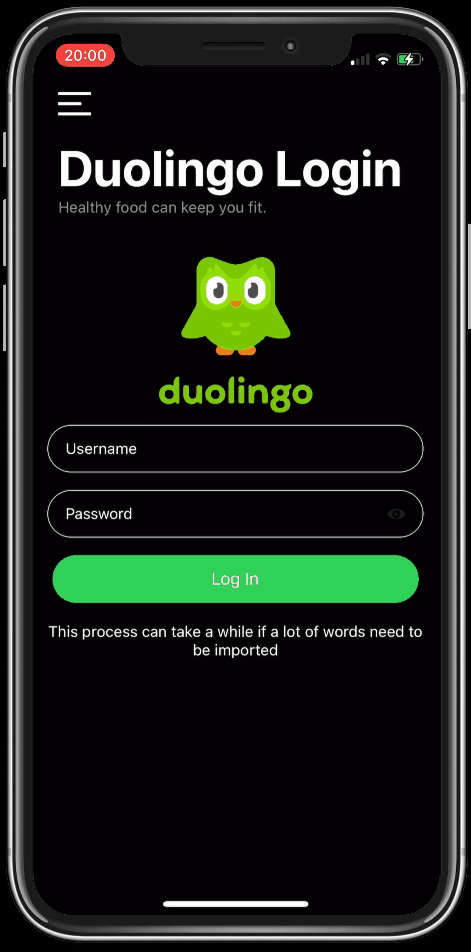 20:00
Duolingo Login
Healthy food can keep you fit.
duolingo
Username
Password
Log In
This process can take a while if a lot of words need to
be imported